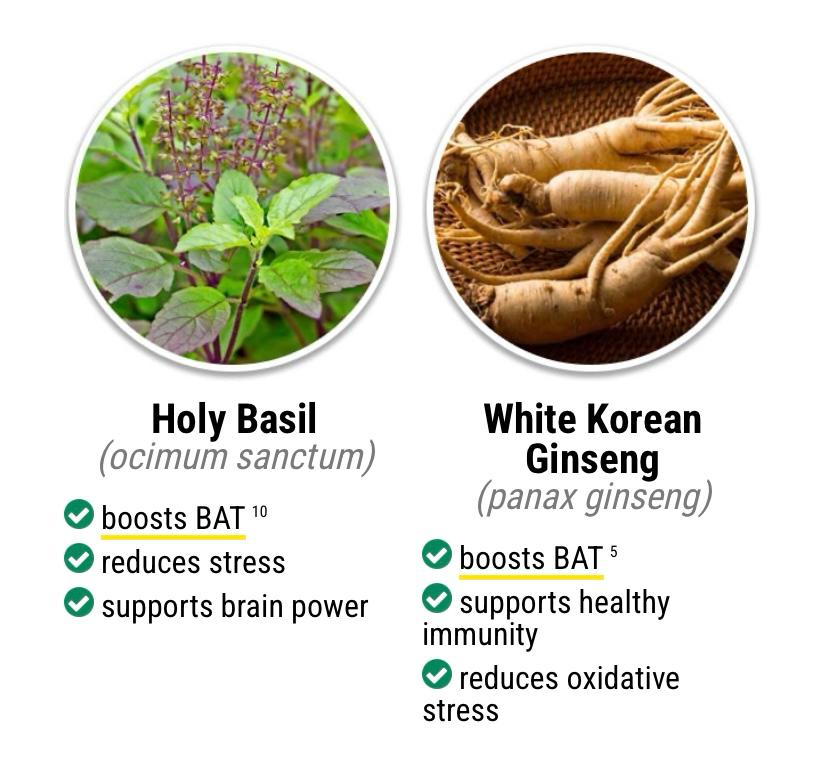 Holy Basil
(ocimum sanctum)
boosts BAT 10
reduces stress
supports brain power
White Korean
Ginseng
(panax ginseng)
boosts BAT 5
supports healthy
immunity
reduces oxidative
stress